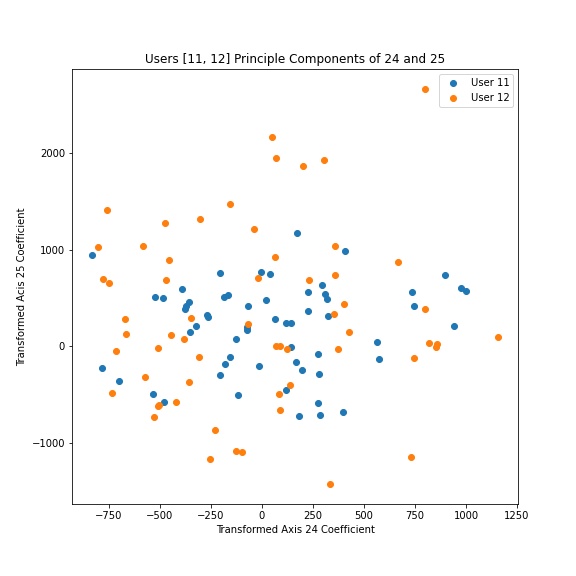 Users [11, 12] Principle Components of 24 and 25
User 11
User 12
Transformed Acis 25 Coefficient
2000
1000
0
−1000
−750
−500
−250
0
250
500
750
1000
1250
Transformed Axis 24 Coefficient